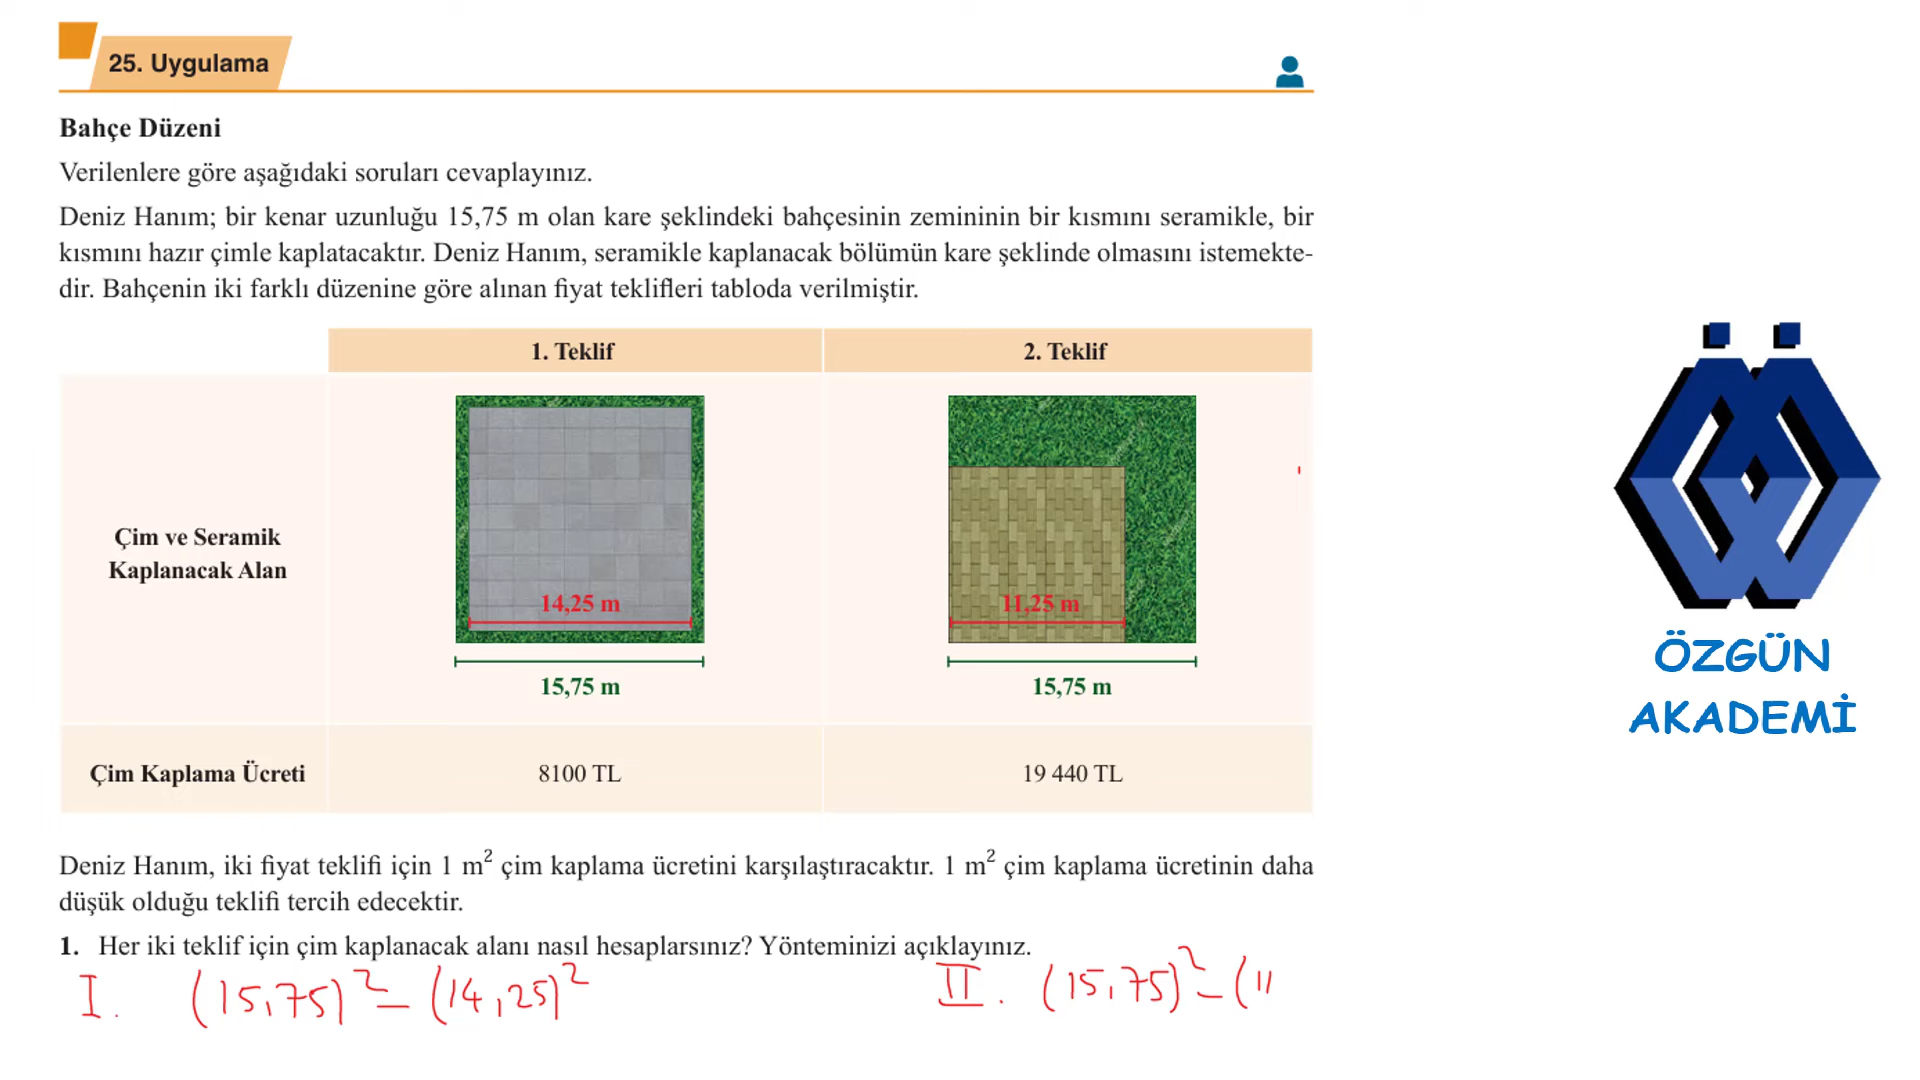 25. Uygulama
Bahçe Düzeni
Verilenlere göre aşağıdaki soruları cevaplayınız.
Deniz Hanım; bir kenar uzunluğu 15,75 m olan kare şeklindeki bahçesinin zemininin bir kısmını seramikle, bir
kısmını hazır çimle kaplatacaktır. Deniz Hanım, seramikle kaplanacak bölümün kare şeklinde olmasını istemekte-
dir. Bahçenin iki farklı düzenine göre alınan fiyat teklifleri tabloda verilmiştir.
1. Teklif
2. Teklif
Çim ve Seramik
Kaplanacak Alan
14,25 m
15,75 m
11,25 m
15,75 m
Çim Kaplama Ücreti
8100 TL
19 440 TL
Deniz Hanım, iki fiyat teklifi için 1 m² çim kaplama ücretini karşılaştıracaktır. 1 m² çim kaplama ücretinin daha
düşük olduğu teklifi tercih edecektir.
1. Her iki teklif için çim kaplanacak alanı nasıl hesaplarsınız? Yönteminizi açıklayınız.
I. (15,75)² – (14,25)²
II. (15,75)² – (11
ÖZGÜN
AKADEMİ